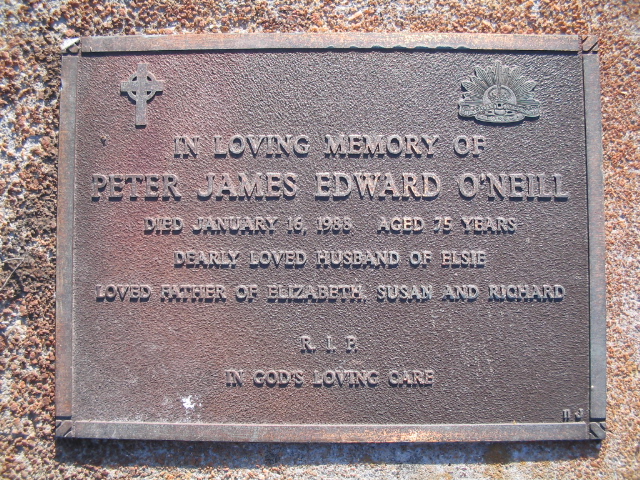 IN LOVING MEMORY OF
PETER JAMES EDWARD O'NEILL
DIED JANUARY 16, 1988 AGED 75 YEARS
DEARLY LOVED HUSBAND OF ELSIE
LOVED FATHER OF ELIZABETH, SUSAN AND RICHARD
R. I. P.
IN GOD'S LOVING CARE